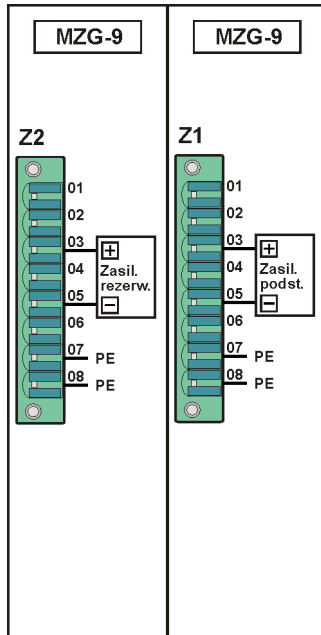 MZG-9
Z2
01
02
03
+
Zasil.
rezerw.
04
05
−
06
07 PE
08 PE
MZG-9
Z1
01
02
03
+
Zasil.
podst.
04
05
−
06
07 PE
08 PE